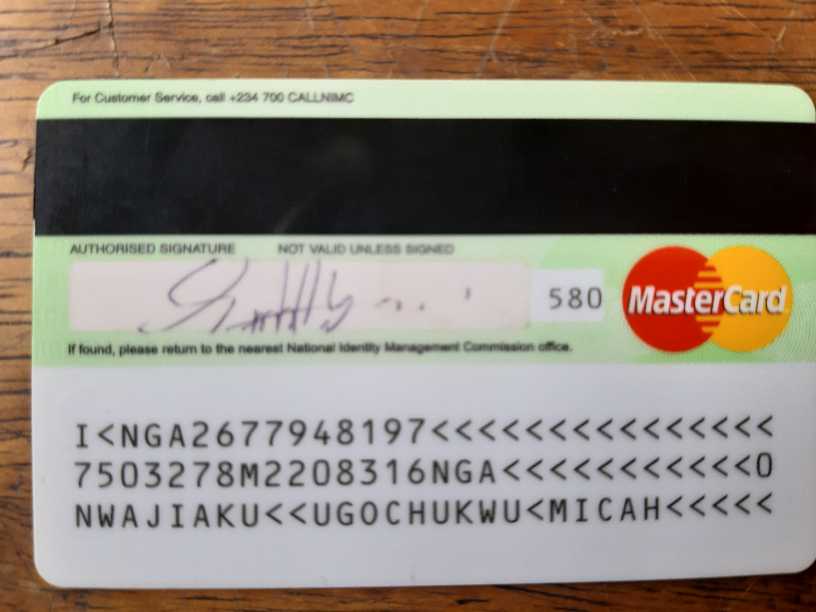 For Customer Service, call +234 700 CALLNIMC
AUTHORISED SIGNATURE NOT VALID UNLESS SIGNED
580 MasterCard
If found, please return to the nearest National Identity Management Commission office.
I<NGA2677948197<<<<<<<<<<<<<<<
7503278M2208316NGA<<<<<<<<<<<0
NWAJIAKU<<UGOCHUKWU<MICAH<<<<<